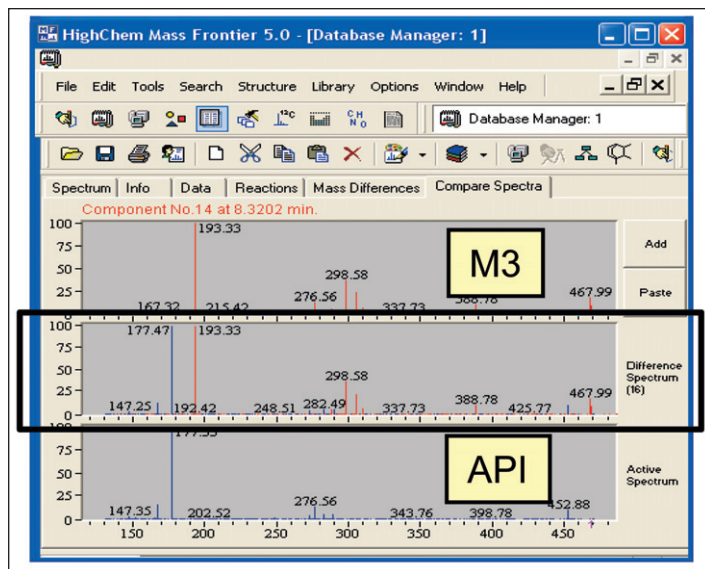 HighChem Mass Frontier 5.0 - [Database Manager: 1]
File Edit Tools Search Structure Library Options Window Help
Database Manager: 1
Spectrum Info Data Reactions Mass Differences Compare Spectra
Component No.14 at 8.3202 min.
100
75
50
25
193.33
167.32
215.42
276.56
298.58
337.73
388.78
467.99
M3
Add
Paste
100
75
50
25
0
177.47
193.33
147.25
192.42
248.51
282.49
298.58
337.73
388.78
425.77
467.99
Difference
Spectrum
(16)
75
50
25
0
147.35
202.52
276.56
343.76
398.78
452.88
API
Active
Spectrum
150 200 250 300 350 400 450